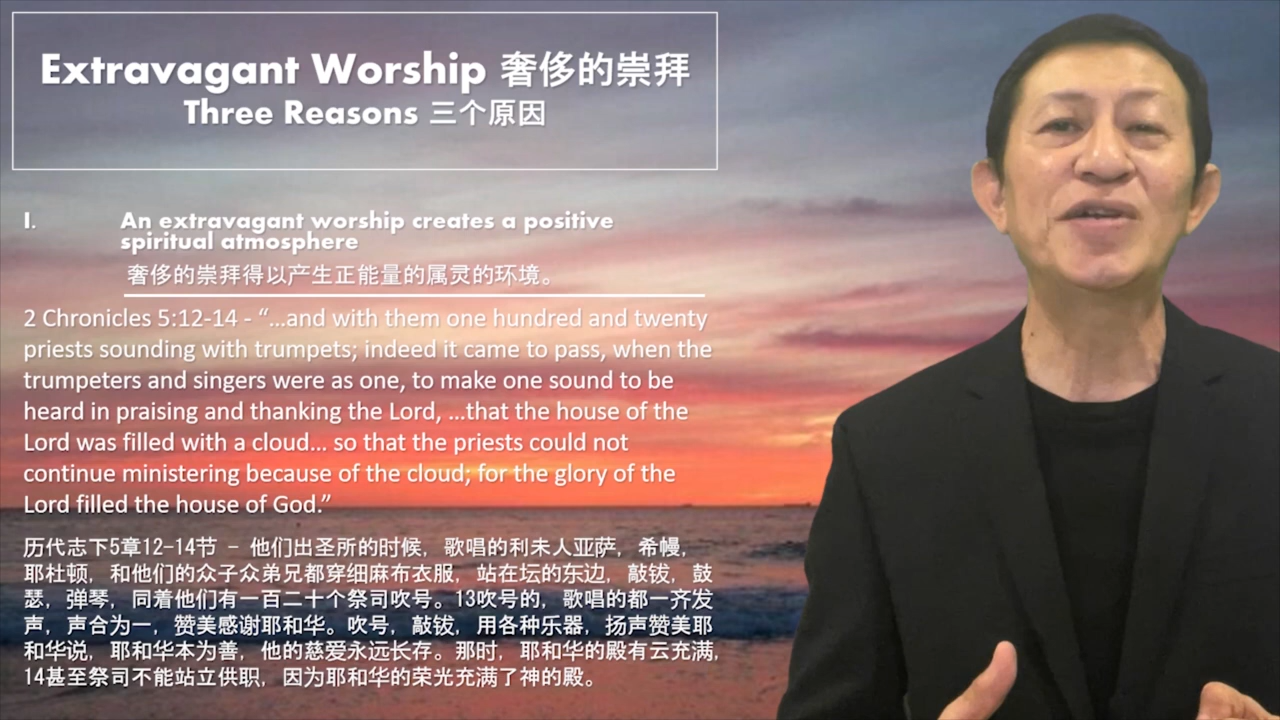 Extravagant Worship 奢侈的崇拜
Three Reasons 三个原因
I. An extravagant worship creates a positive
spiritual atmosphere
奢侈的崇拜得以产生正能量的属灵的环境。
2 Chronicles 5:12-14 - “…and with them one hundred and twenty
priests sounding with trumpets; indeed it came to pass, when the
trumpeters and singers were as one, to make one sound to be
heard in praising and thanking the Lord, …that the house of the
Lord was filled with a cloud… so that the priests could not
continue ministering because of the cloud; for the glory of the
Lord filled the house of God.”
历代志下5章12-14节 - 他们出圣所的时候, 歌唱的利未人亚萨, 希幔,
耶杜顿, 和他们的众子众弟兄都穿细麻布衣服, 站在坛的东边, 敲钹, 鼓
瑟, 弹琴, 同着他们有一百二十个祭司吹号。13吹号的, 歌唱的都一齐发
声, 声合为一, 赞美感谢耶和华。吹号, 敲钹, 用各种乐器, 扬声赞美耶
和华说, 耶和华本为善, 他的慈爱永远长存。那时, 耶和华的殿有云充满,
14甚至祭司不能站立供职, 因为耶和华的荣光充满了神的殿。